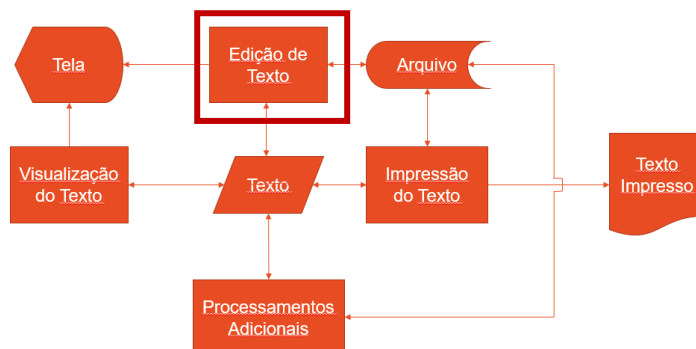 Tela
Edição de
Texto
Arquivo
Visualização
do Texto
Texto
Impressão
do Texto
Texto
Impresso
Processamentos
Adicionais